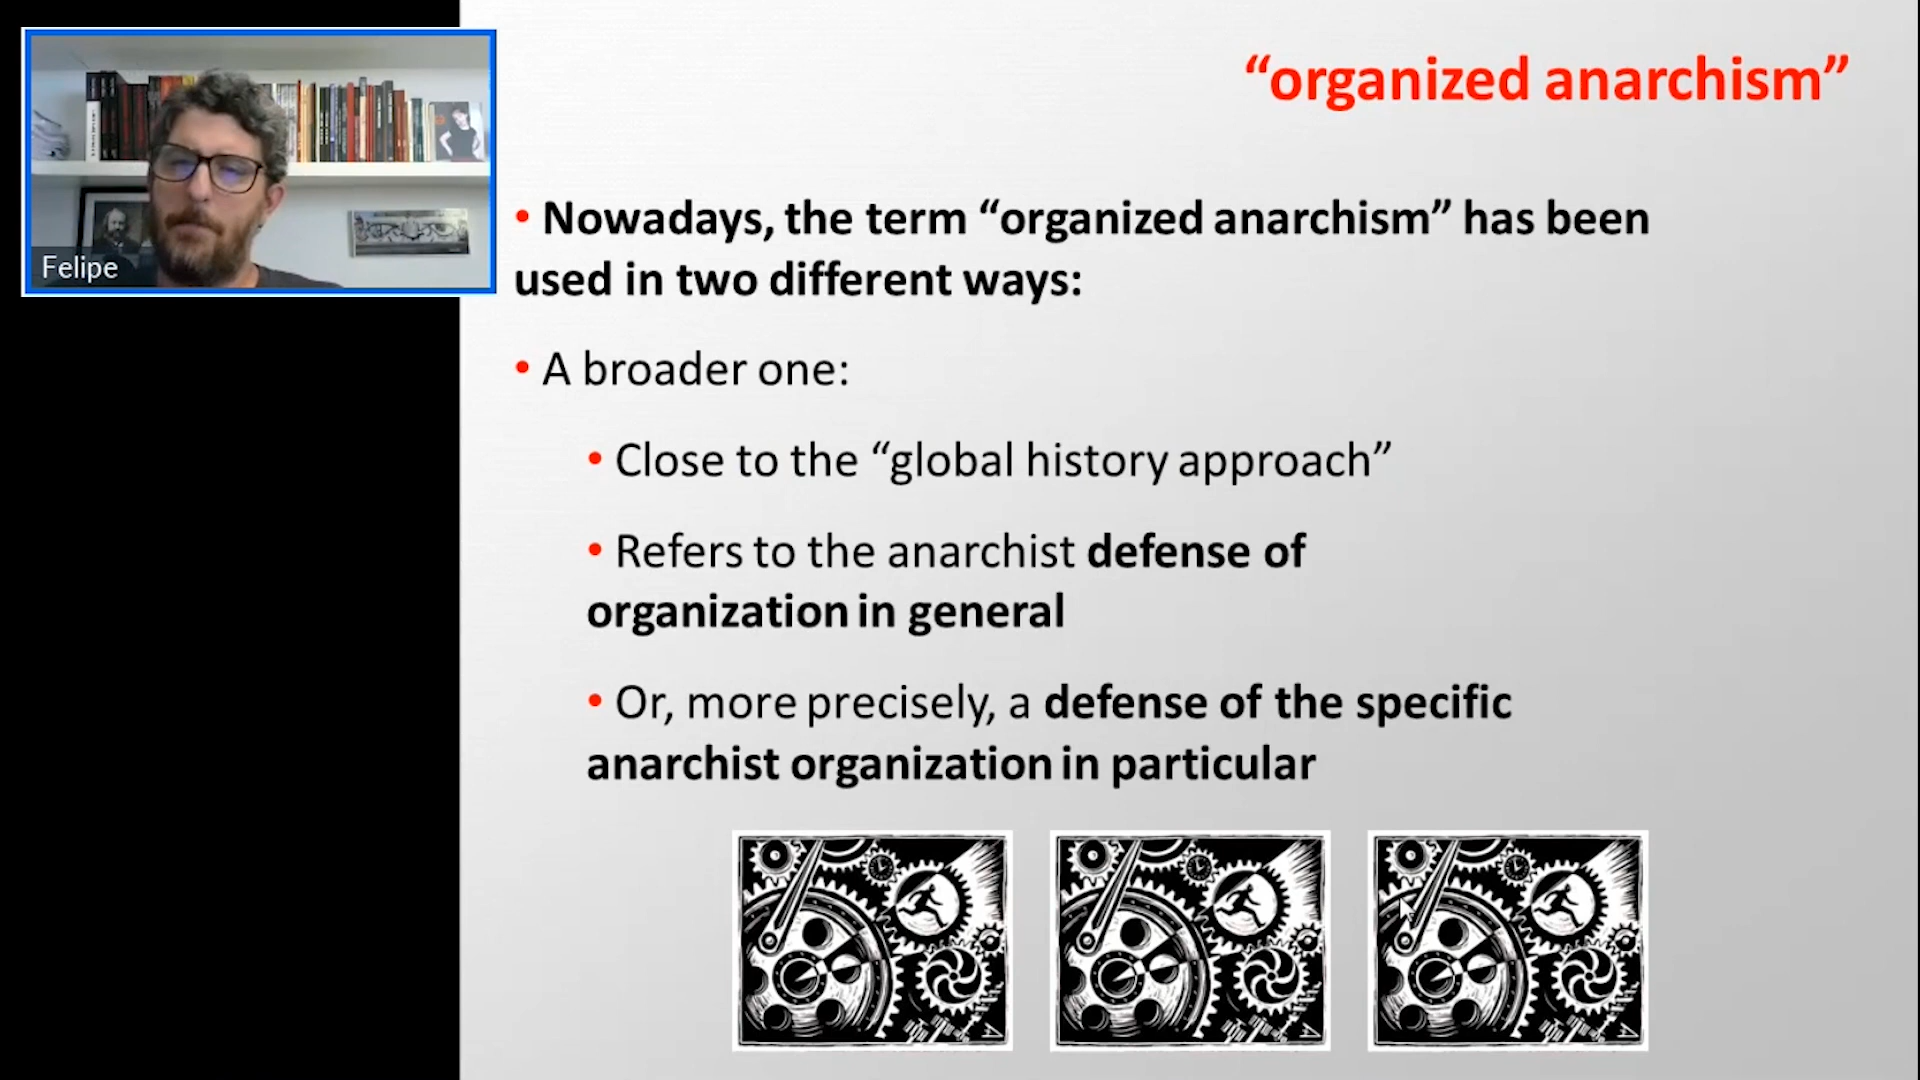 “organized anarchism”
Felipe
• Nowadays, the term “organized anarchism” has been
used in two different ways:
• A broader one:
• Close to the “global history approach”
• Refers to the anarchist defense of
organization in general
• Or, more precisely, a defense of the specific
anarchist organization in particular